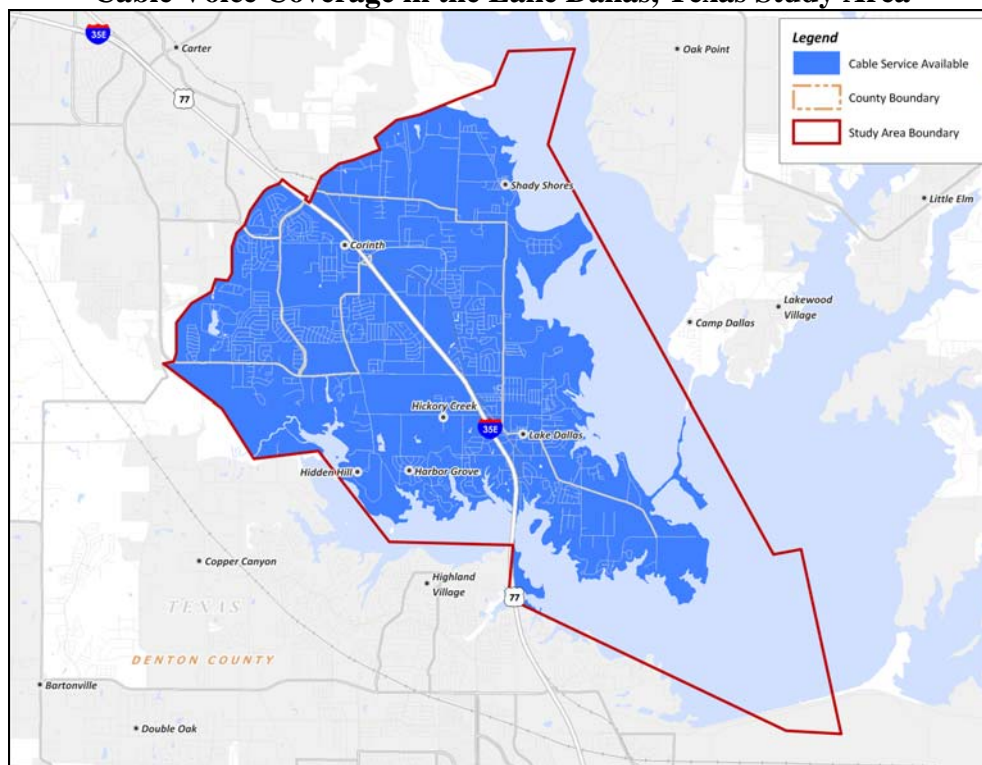 Cable Voice Coverage in the Lake Dallas, Texas Study Area
35E
Carter
Oak Point
Legend
Cable Service Available
County Boundary
Study Area Boundary
77
Shady Shores
Little Elm
Corinth
Lakewood
Village
Camp Dallas
Hickory Creek
35E
Lake Dallas
Hidden Hill
Harbor Grove
Copper Canyon
Highland
Village
77
TEXAS
DENTON COUNTY
Bartonville
Double Oak